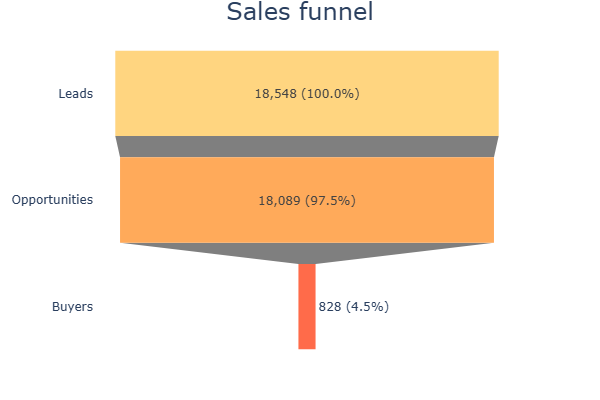 Sales funnel
Leads
18,548 (100.0%)
Opportunities
18,089 (97.5%)
Buyers
828 (4.5%)